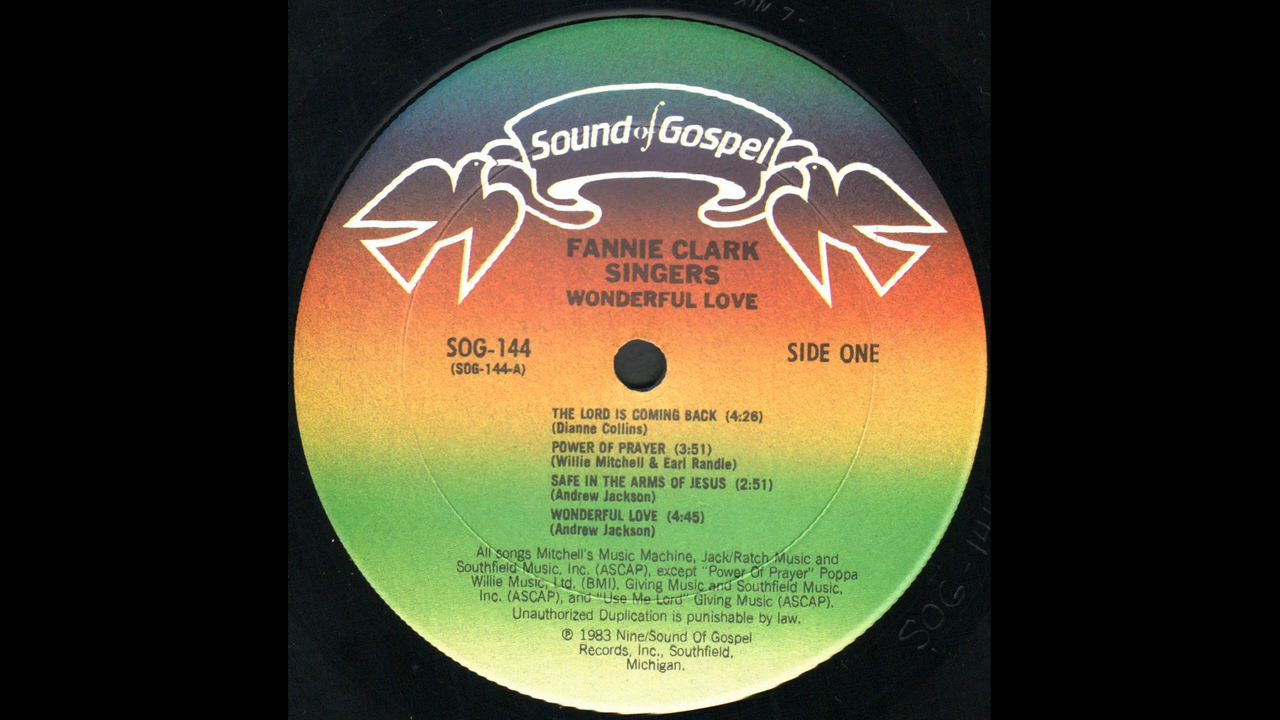 Sound of Gospel
FANNIE CLARK
SINGERS
WONDERFUL LOVE
SOG-144
(SOG-144-A)
SIDE ONE
THE LORD IS COMING BACK (4:26)
(Dianne Collins)
POWER OF PRAYER (3:51)
(Willie Mitchell & Earl Randle)
SAFE IN THE ARMS OF JESUS (2:51)
(Andrew Jackson)
WONDERFUL LOVE (4:45)
(Andrew Jackson)
All songs Mitchell's Music Machine, Jack/Ratch Music and
Southfield Music, Inc. (ASCAP), except "Power Of Prayer" Poppa
Willie Music, Ltd. (BMI), Giving Music and Southfield Music,
Inc. (ASCAP), and "Use Me Lord" Giving Music (ASCAP).
Unauthorized Duplication is punishable by law.
℗ 1983 Nine/Sound Of Gospel
Records, Inc., Southfield,
Michigan.